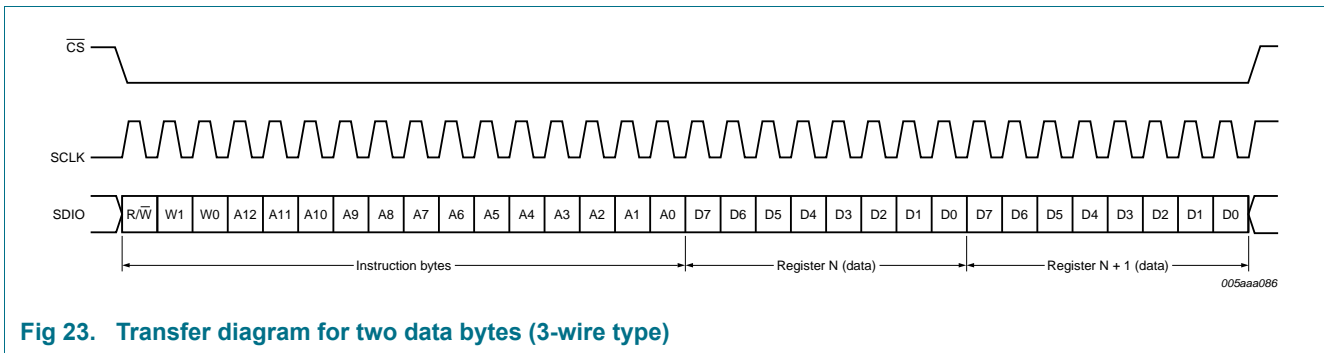 CS
SCLK
SDIO R/W W1 W0 A12 A11 A10 A9 A8 A7 A6 A5 A4 A3 A2 A1 A0 D7 D6 D5 D4 D3 D2 D1 D0 D7 D6 D5 D4 D3 D2 D1 D0
Instruction bytes Register N (data) Register N + 1 (data)
005aaa086
Fig 23. Transfer diagram for two data bytes (3-wire type)